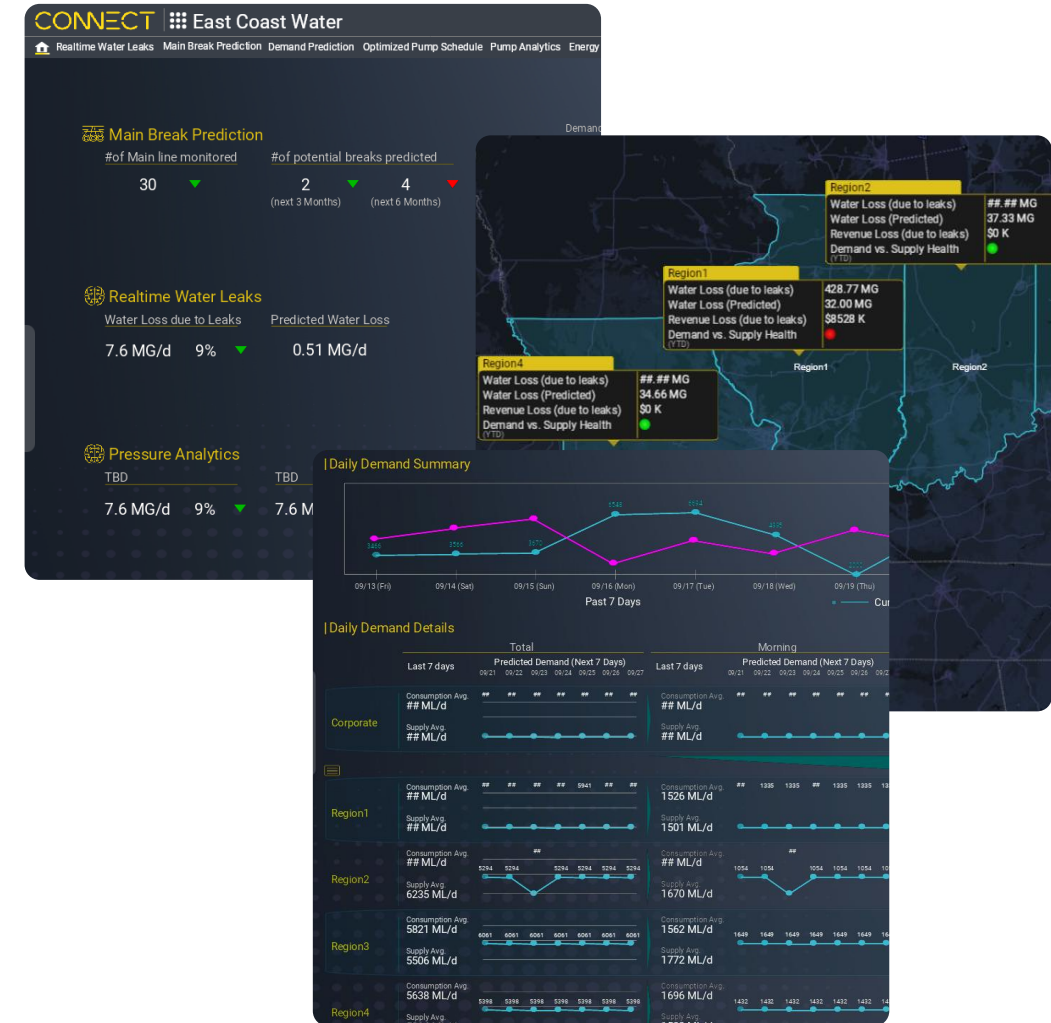 CONNECT East Coast Water
Realtime Water Leaks Main Break Prediction Demand Prediction Optimized Pump Schedule Pump Analytics Energy
Main Break Prediction
#of Main line monitored #of potential breaks predicted
30 2 4
(next 3 Months) (next 6 Months)
Realtime Water Leaks
Water Loss due to Leaks Predicted Water Loss
7.6 MG/d 9% 0.51 MG/d
Pressure Analytics
TBD TBD
7.6 MG/d 9% 7.6 M
Demand
Region2
Water Loss (due to leaks) ##.## MG
Water Loss (Predicted) 37.33 MG
Revenue Loss (due to leaks) $0 K
Demand vs. Supply Health
(YTD)
Region1
Water Loss (due to leaks) 428.77 MG
Water Loss (Predicted) 32.00 MG
Revenue Loss (due to leaks) $8528 K
Demand vs. Supply Health
(YTD)
Region4
Water Loss (due to leaks) ##.## MG
Water Loss (Predicted) 34.66 MG
Revenue Loss (due to leaks) $0 K
Demand vs. Supply Health
(YTD)
Region1 Region2
|Daily Demand Summary
09/13 (Fri) 09/14 (Sat) 09/15 (Sun) 09/16 (Mon) 09/17 (Tue) 09/18 (Wed) 09/19 (Thu)
Past 7 Days
Cu
|Daily Demand Details
Total Morning
Last 7 days Predicted Demand (Next 7 Days) Last 7 days Predicted Demand (Next 7 Days)
09/21 09/22 09/23 09/24 09/25 09/26 09/27 09/21 09/22 09/23 09/24 09/25 09/26 09/2
Corporate
Consumption Avg. ## ## ## ## ## ## ## Consumption Avg. ## ## ## ## ## ##
## ML/d ## ML/d
Supply Avg. Supply Avg.
## ML/d ## ML/d
Region1
Consumption Avg. ## ## ## ## 5941 ## ## Consumption Avg. ## 1335 1335 ## 1335 1335 13
## ML/d 1526 ML/d
Supply Avg. Supply Avg.
## ML/d 1501 ML/d
Region2
Consumption Avg. ## Consumption Avg. ##
## ML/d ## ML/d
5294 5294 5294 5294 5294 5294 1054 1054 1054 1054 1054 10
Supply Avg. Supply Avg.
6235 ML/d 1670 ML/d
Region3
Consumption Avg. Consumption Avg.
5821 ML/d 1562 ML/d
6061 6061 6061 6061 6061 6061 6061 1649 1649 1649 1649 1649 1649 16
Supply Avg. Supply Avg.
5506 ML/d 1772 ML/d
Region4
Consumption Avg. Consumption Avg.
5638 ML/d 1696 ML/d
5398 5398 5398 5398 5398 5398 5398 1432 1432 1432 1432 1432 1432 14
Supply Avg. Supply Avg.